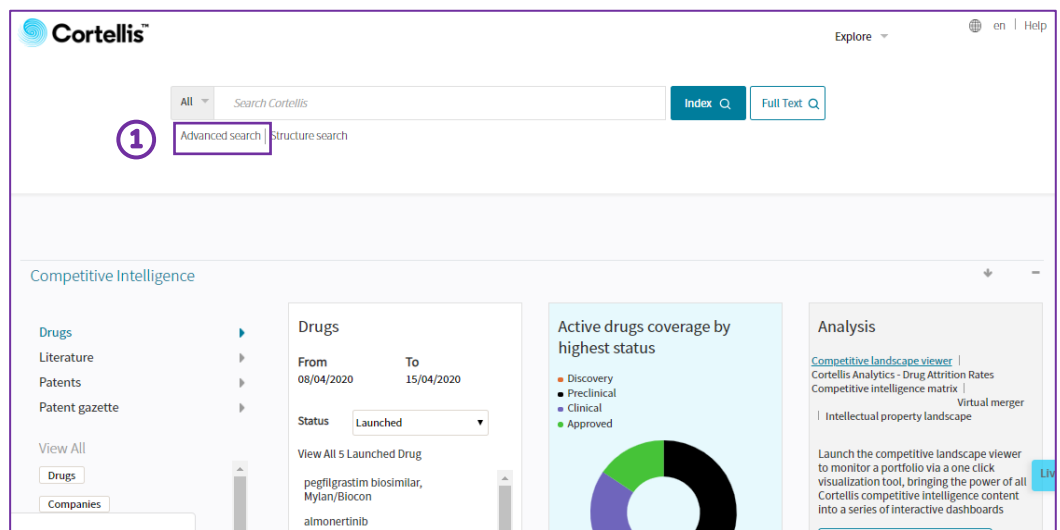 Cortellis™
en | Help
Explore
All
Search Cortellis
Index
Full Text
1
Advanced search | Structure search
Competitive Intelligence
Drugs
Literature
Patents
Patent gazette
View All
Drugs
Companies
Drugs
From To
08/04/2020 15/04/2020
Status Launched
View All 5 Launched Drug
pegfilgrastim biosimilar,
Mylan/Biocon
almonertinib
Active drugs coverage by
highest status
Discovery
Preclinical
Clinical
Approved
Analysis
Competitive landscape viewer |
Cortellis Analytics - Drug Attrition Rates
Competitive intelligence matrix |
Virtual merger
| Intellectual property landscape
Launch the competitive landscape viewer
to monitor a portfolio via a one click
visualization tool, bringing the power of all
Cortellis competitive intelligence content
into a series of interactive dashboards
Liv